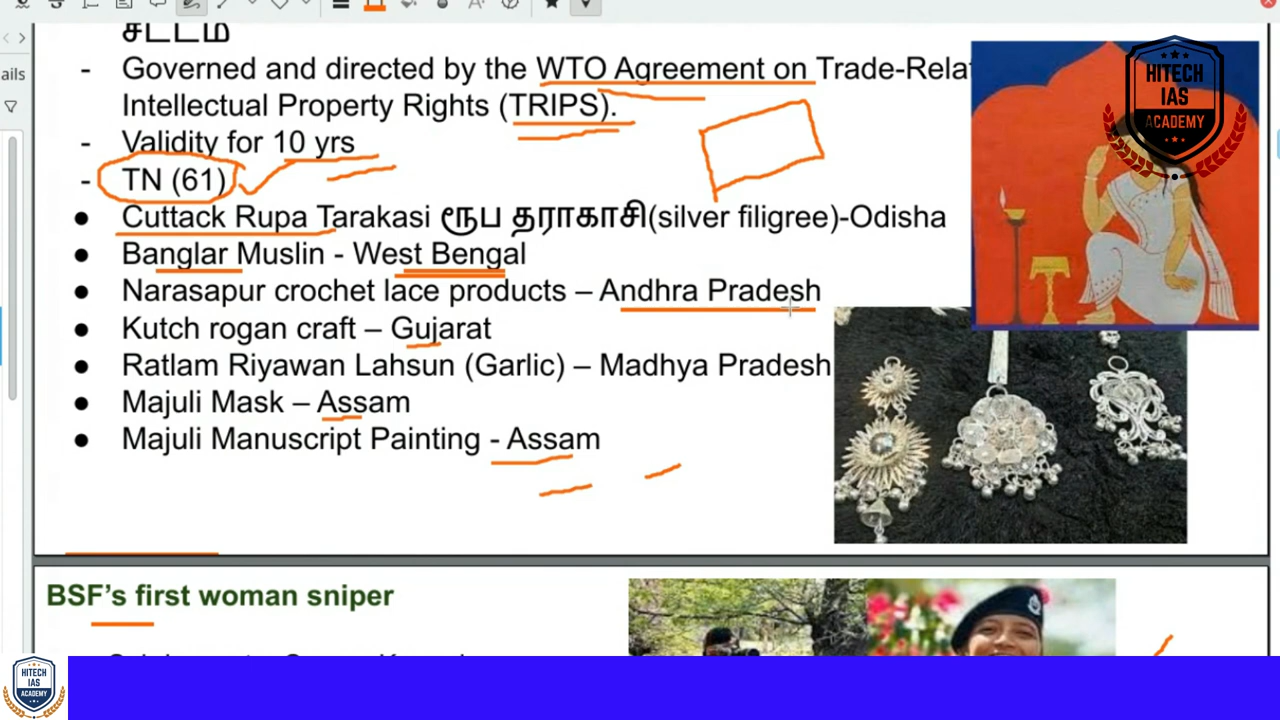 சட்டம்
ails
- Governed and directed by the WTO Agreement on Trade-Relat
Intellectual Property Rights (TRIPS).
- Validity for 10 yrs
- TN (61)
● Cuttack Rupa Tarakasi ரூப தராகாசி(silver filigree)-Odisha
● Banglar Muslin - West Bengal
● Narasapur crochet lace products – Andhra Pradesh
● Kutch rogan craft – Gujarat
● Ratlam Riyawan Lahsun (Garlic) – Madhya Pradesh
● Majuli Mask – Assam
● Majuli Manuscript Painting - Assam
HITECH
IAS
ACADEMY
BSF's first woman sniper
HITECH
IAS
ACADEMY